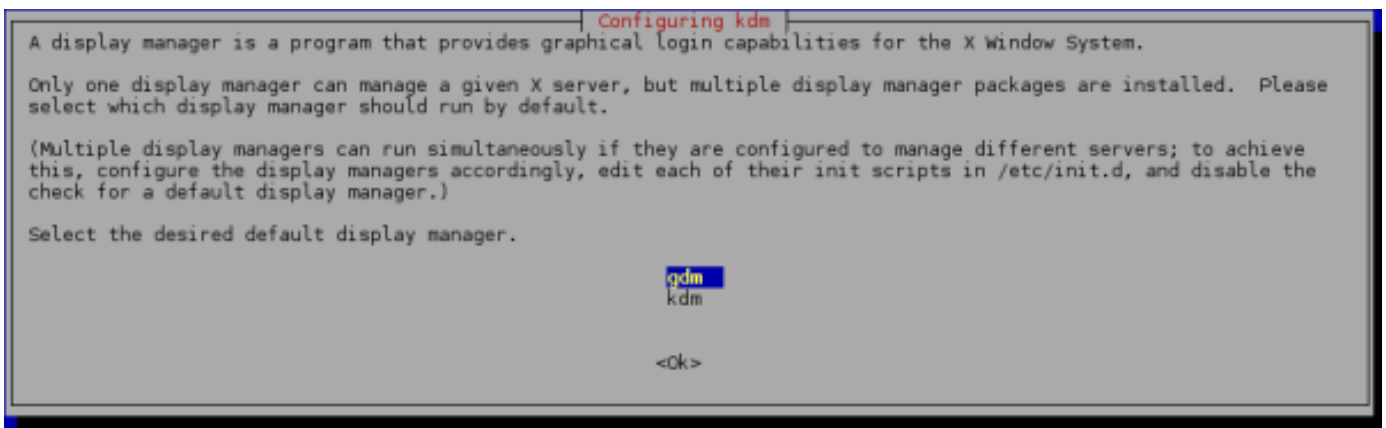 Configuring kdm
A display manager is a program that provides graphical login capabilities for the X Window System.
Only one display manager can manage a given X server, but multiple display manager packages are installed.  Please
select which display manager should run by default.
(Multiple display managers can run simultaneously if they are configured to manage different servers; to achieve
this, configure the display managers accordingly, edit each of their init scripts in /etc/init.d, and disable the
check for a default display manager.)
Select the desired default display manager.
gdm
kdm
<Ok>